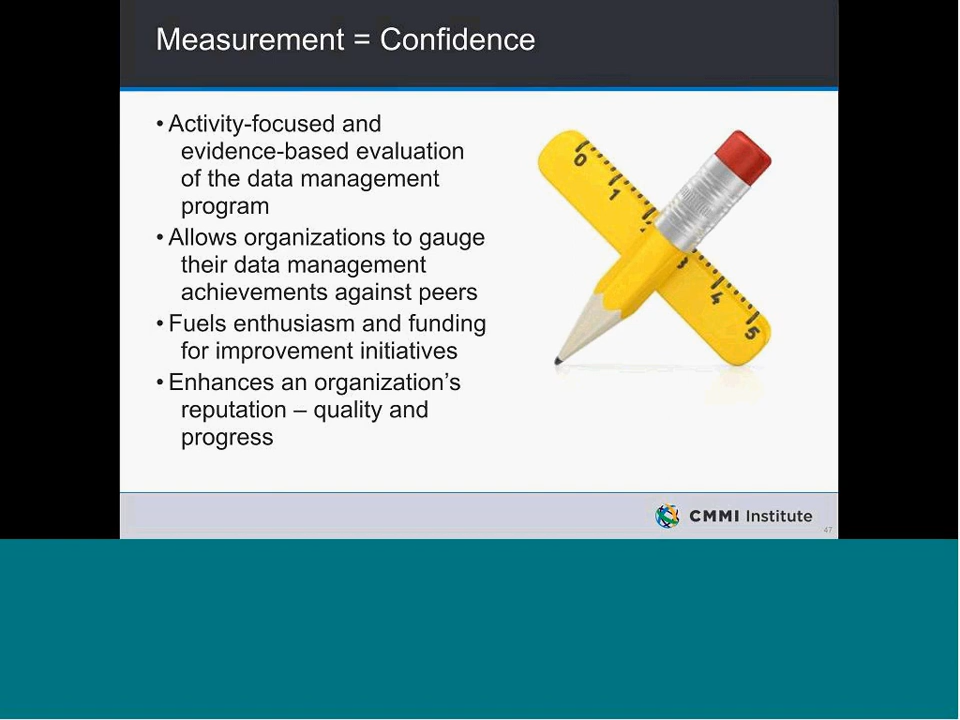 Measurement = Confidence
• Activity-focused and
evidence-based evaluation
of the data management
program
• Allows organizations to gauge
their data management
achievements against peers
• Fuels enthusiasm and funding
for improvement initiatives
• Enhances an organization’s
reputation – quality and
progress
0
1
3
4
5
CMMI Institute
47